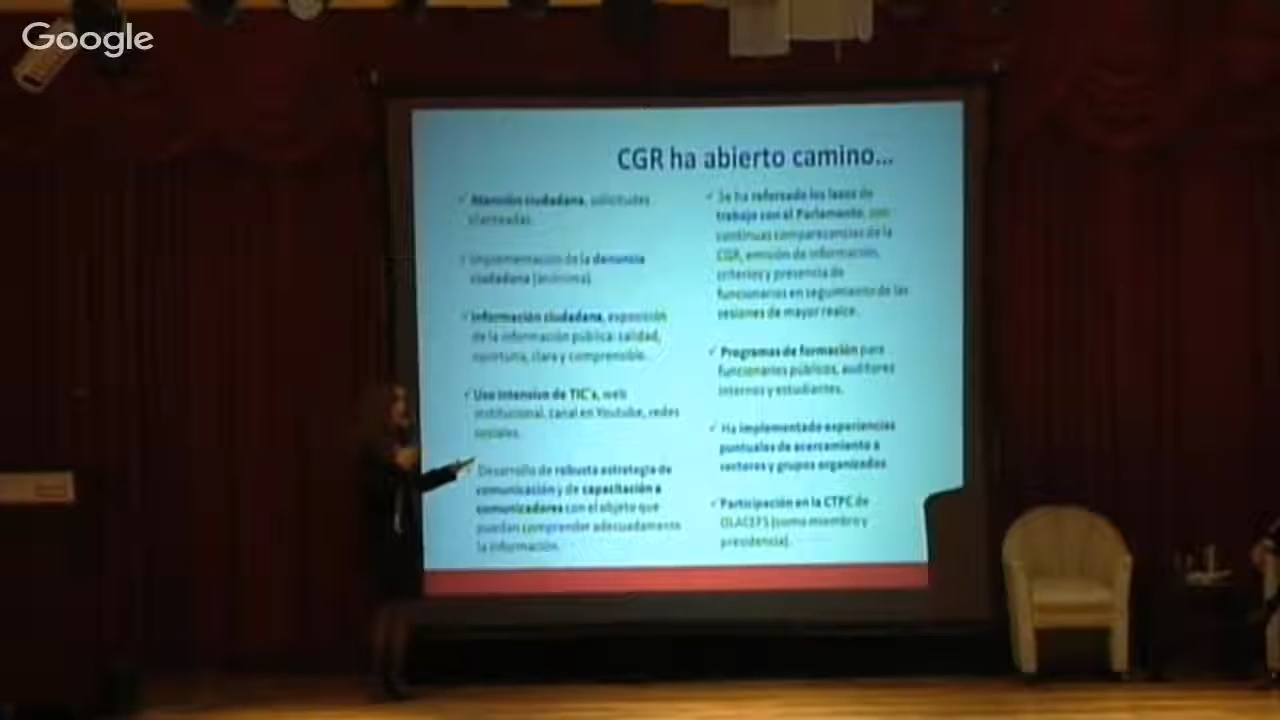 Google
CGR ha abierto camino...
Atención ciudadana, solicitudes
planteadas.
Implementación de la denuncia
ciudadana (anónima).
Información ciudadana, exposición
de la información pública: calidad,
oportuna, clara y comprensible.
Uso intensivo de TIC's, web
institucional, canal en Youtube, redes
sociales.
Desarrollo de robusta estrategia de
comunicación y de capacitación a
comunicadores con el objeto que
puedan comprender adecuadamente
la información.
Se ha reforzado los lazos de
trabajo con el Parlamento, con
continuas comparecencias de la
CGR, emisión de información,
criterios y presencia de
funcionarios en seguimiento de las
sesiones de mayor realce.
Programas de formación para
funcionarios públicos, auditores
internos y estudiantes.
Ha implementado experiencias
puntuales de acercamiento a
sectores y grupos organizados
Participación en la CTPC de
OLACEFS (como miembro y
presidencia).